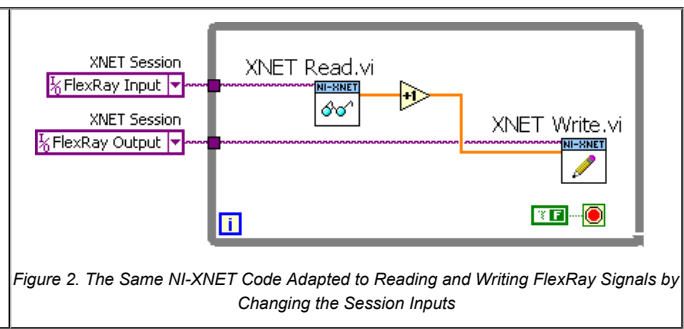 XNET Session
FlexRay Input
XNET Read.vi
NI-XNET
+1
XNET Session
FlexRay Output
XNET Write.vi
NI-XNET
i
F
Figure 2. The Same NI-XNET Code Adapted to Reading and Writing FlexRay Signals by
Changing the Session Inputs